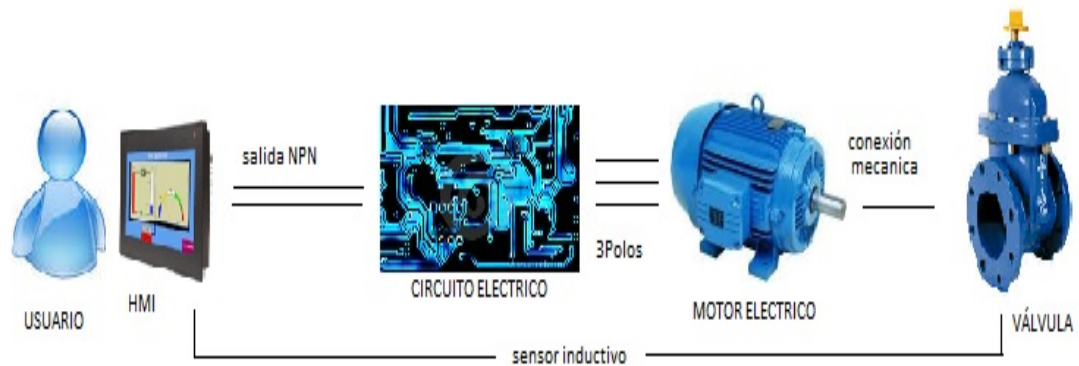 salida NPN
conexión
mecanica
3Polos
CIRCUITO ELECTRICO
HMI
MOTOR ELECTRICO
USUARIO
VÁLVULA
sensor inductivo